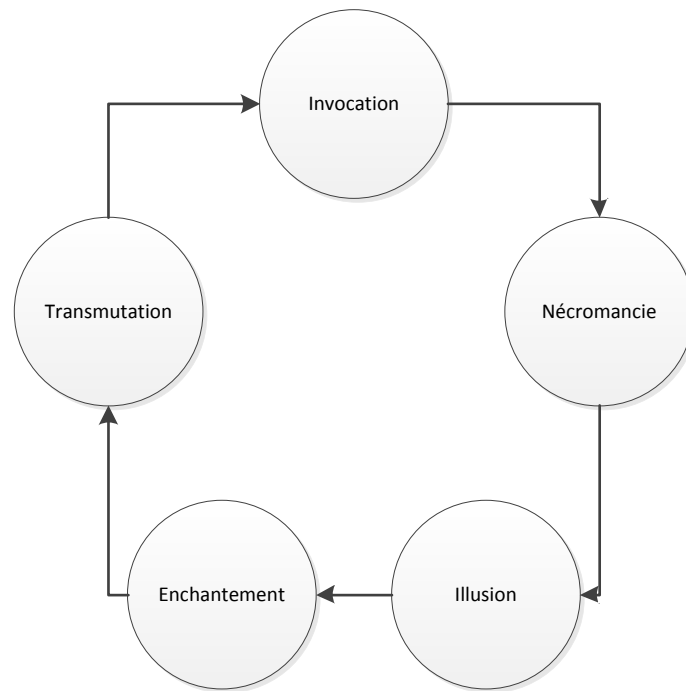 Invocation
Nécromancie
Illusion
Enchantement
Transmutation